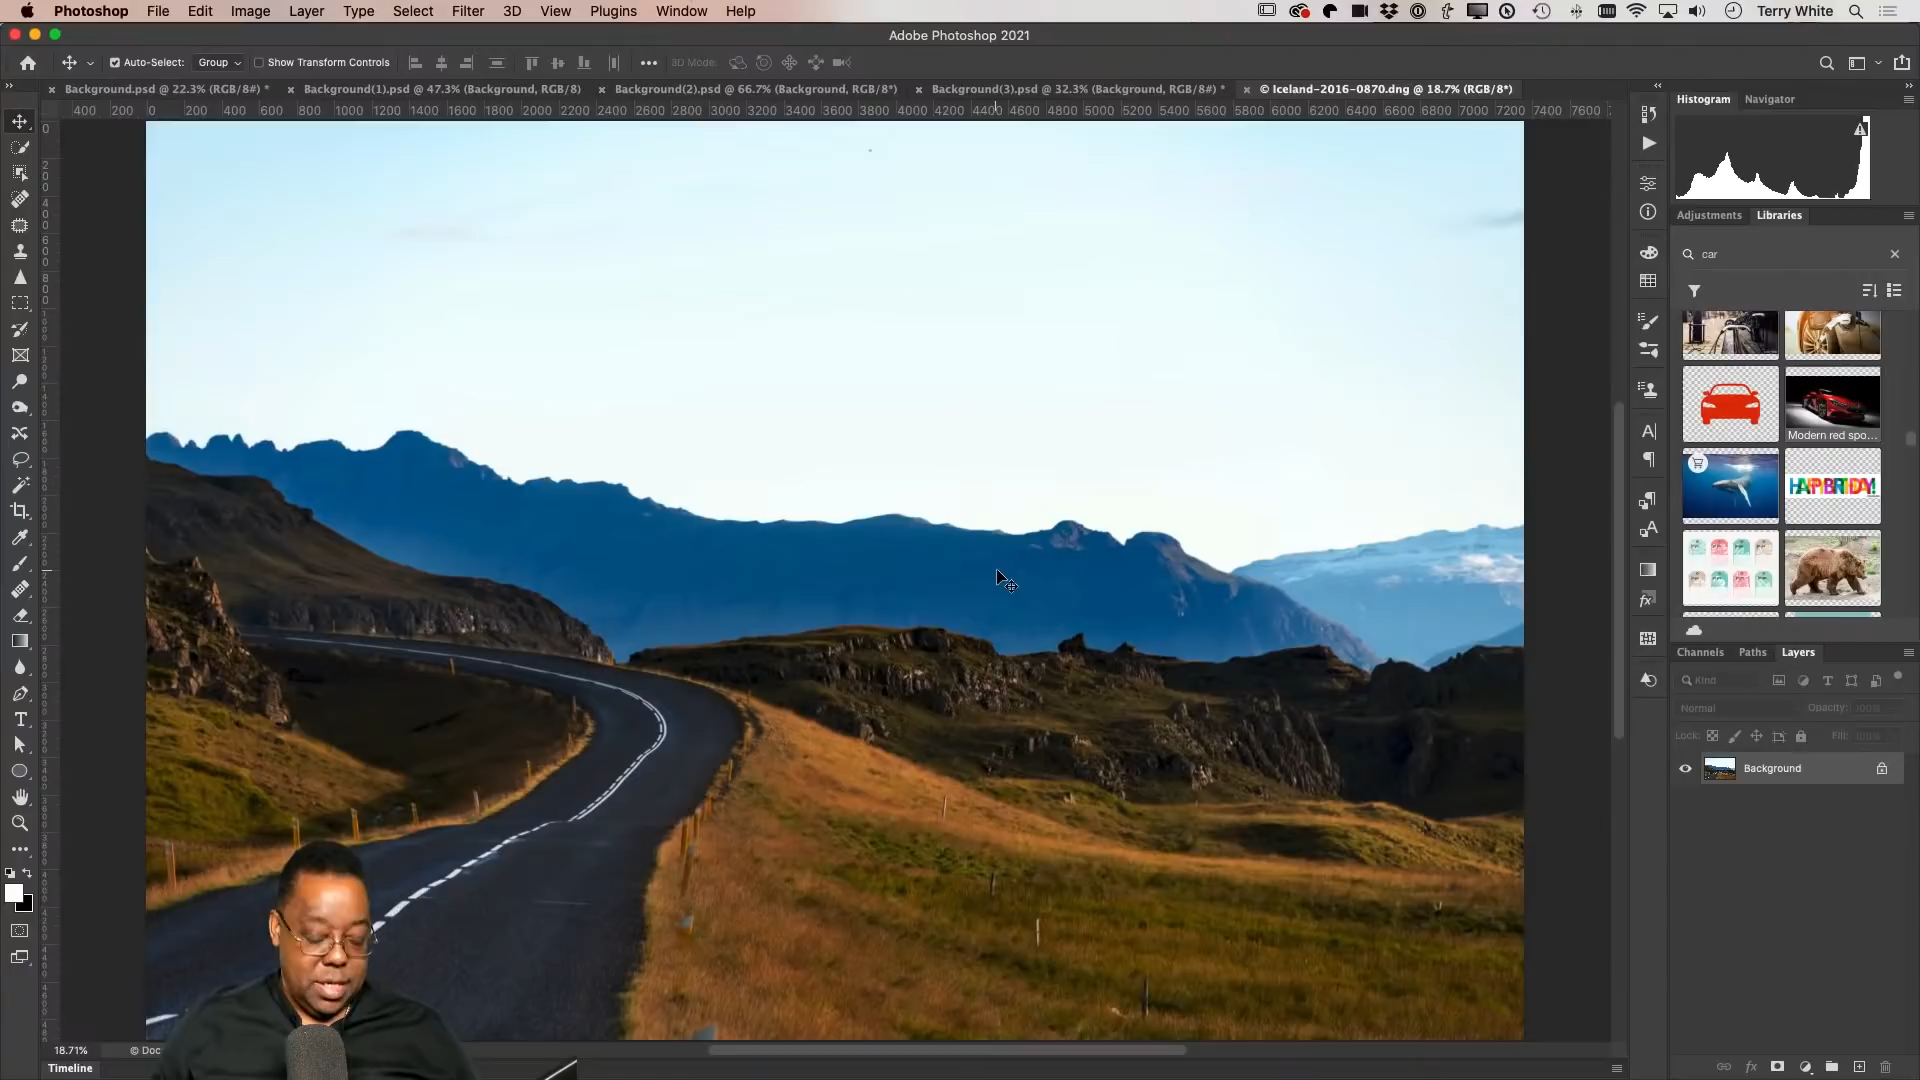 Photoshop File Edit Image Layer Type Select Filter 3D View Plugins Window Help Terry White
Adobe Photoshop 2021
Auto-Select: Group Show Transform Controls 3D Mode:
Background.psd @ 22.3% (RGB/8#) * Background(1).psd @ 47.3% (Background, RGB/8) Background(2).psd @ 66.7% (Background, RGB/8*) Background(3).psd @ 32.3% (Background, RGB/8#) * © Iceland-2016-0870.dng @ 18.7% (RGB/8*)
400 200 0 200 400 600 800 1000 1200 1400 1600 1800 2000 2200 2400 2600 2800 3000 3200 3400 3600 3800 4000 4200 4400 4600 4800 5000 5200 5400 5600 5800 6000 6200 6400 6600 6800 7000 7200 7400 7600
Histogram Navigator
Adjustments Libraries
car
Modern red spo...
HAPPY BIRTHDAY!
Channels Paths Layers
Kind
Normal Opacity: 100%
Lock: Fill: 100%
Background
18.71% © Doc
Timeline